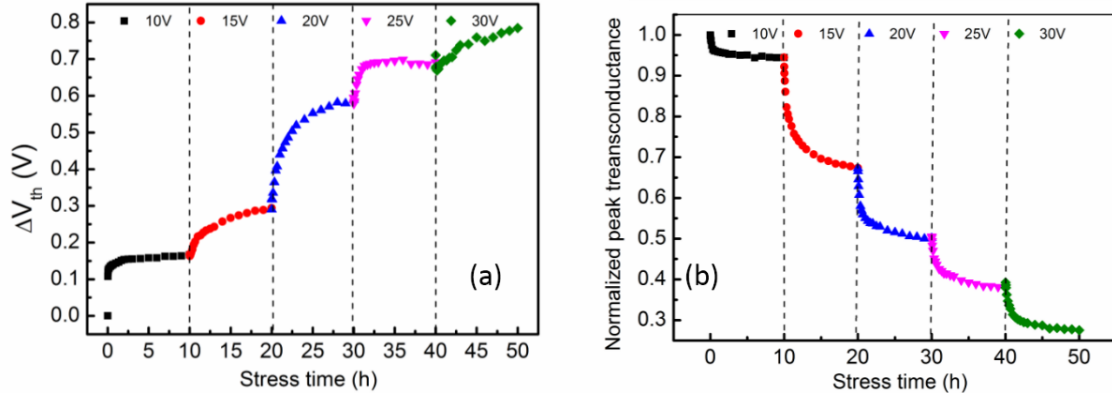 10V 15V 20V 25V 30V
0.8
0.7
0.6
0.5
0.4
0.3
0.2
0.1
0.0
ΔVth (V)
(a)
0 5 10 15 20 25 30 35 40 45 50
Stress time (h)
10V 15V 20V 25V 30V
1.0
0.9
0.8
0.7
0.6
0.5
0.4
0.3
Normalized peak treansconductance
(b)
0 10 20 30 40 50
Stress time (h)